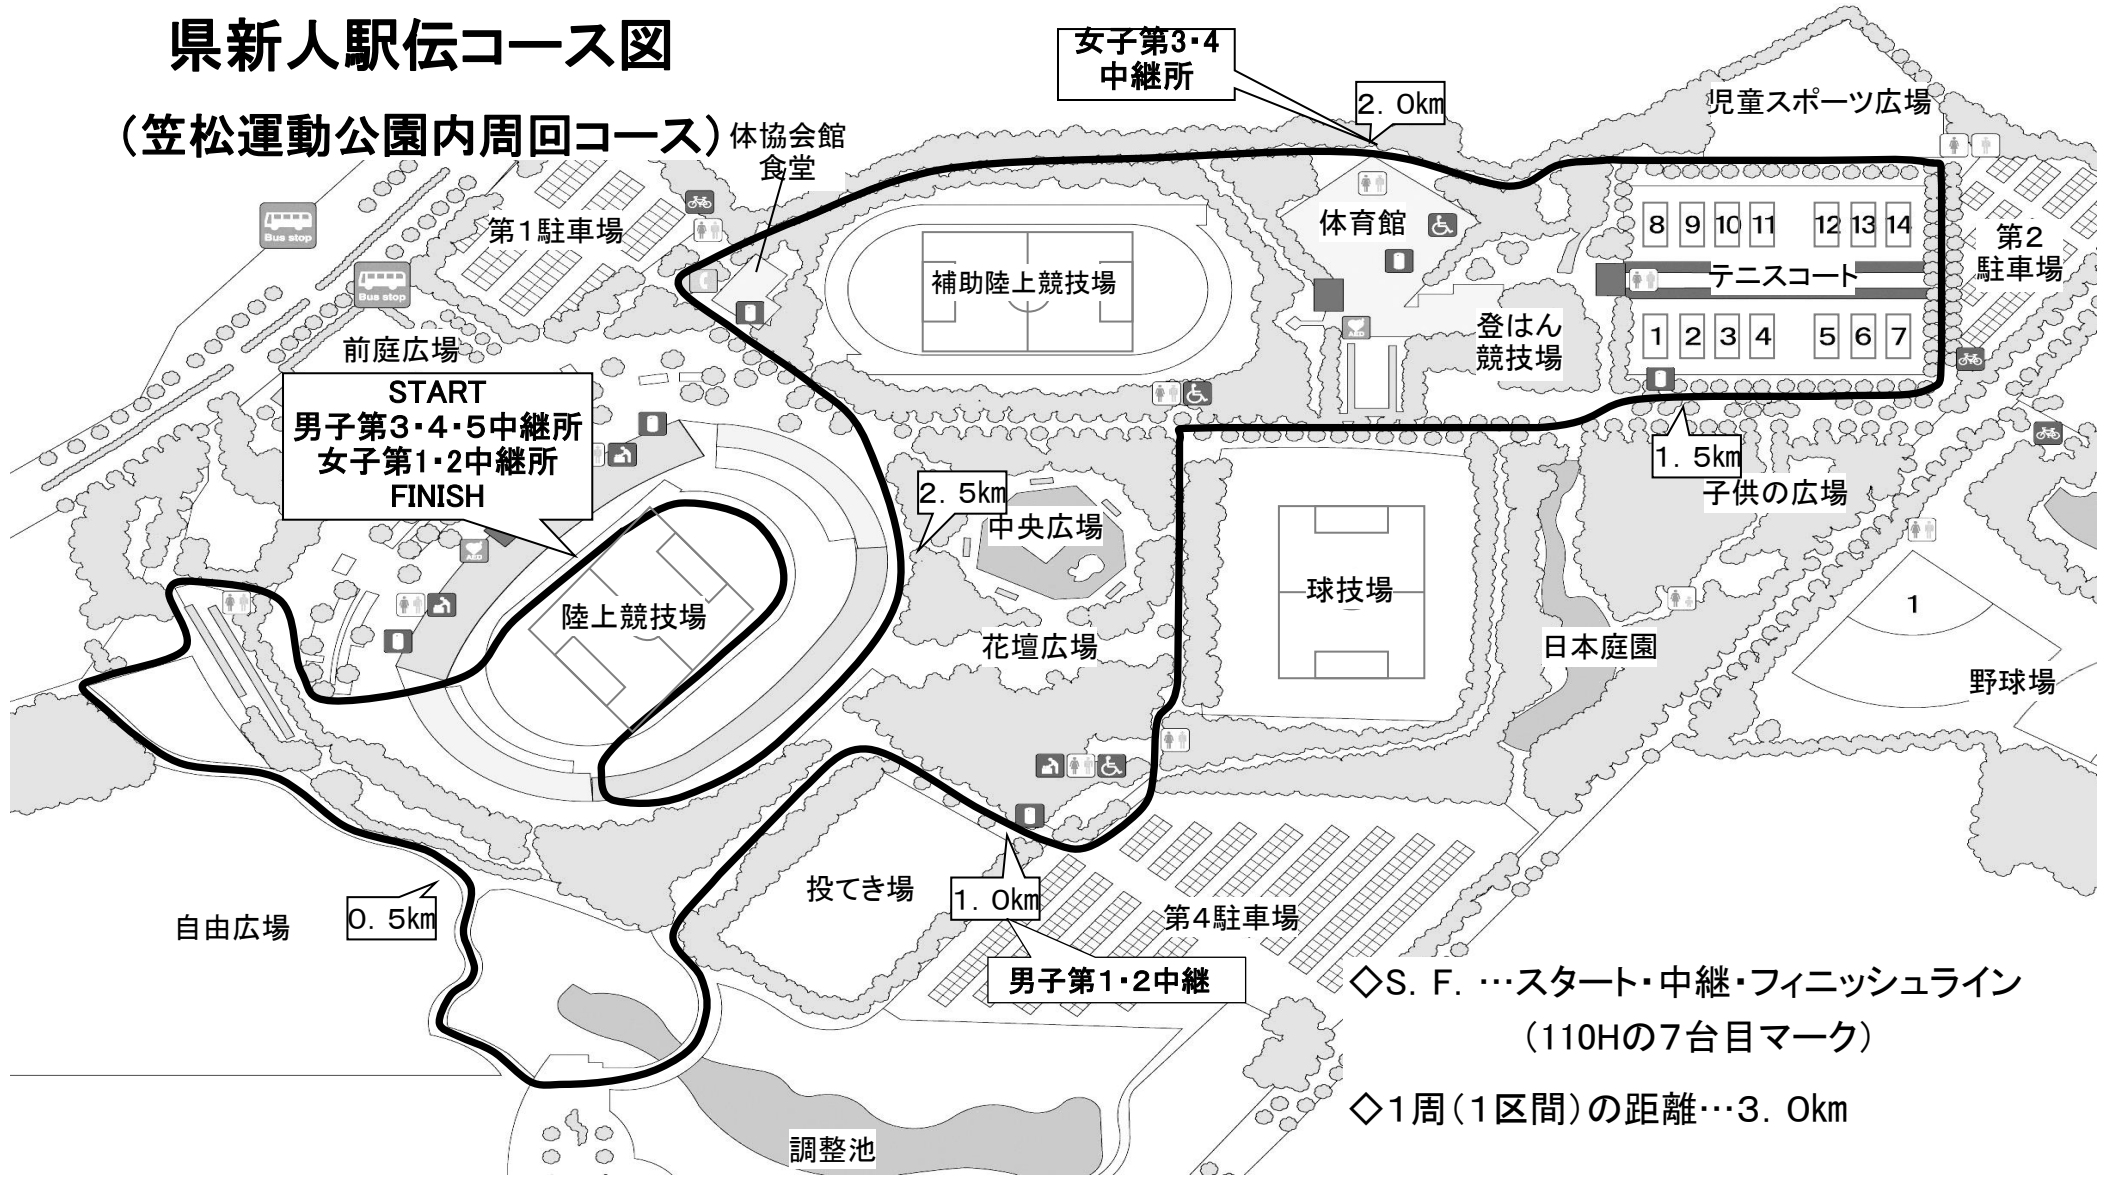 県新人駅伝コース図
（笠松運動公園内周回コース）
女子第3・4
中継所
2．0km
児童スポーツ広場
体協会館
食堂
Bus stop
第１駐車場
体育館
8 9 10 11 12 13 14
第２
駐車場
Bus stop
補助陸上競技場
テニスコート
前庭広場
AED
登はん
競技場
1 2 3 4 5 6 7
START
男子第３・４・５中継所
女子第１・２中継所
FINISH
1．5km
2．5km
子供の広場
中央広場
AED
陸上競技場
球技場
1
花壇広場
日本庭園
野球場
投てき場
1．0km
0．5km
自由広場
第４駐車場
男子第１・２中継
◇S．F．…スタート・中継・フィニッシュライン
（110Hの７台目マーク）
◇１周（１区間）の距離…３．０km
調整池